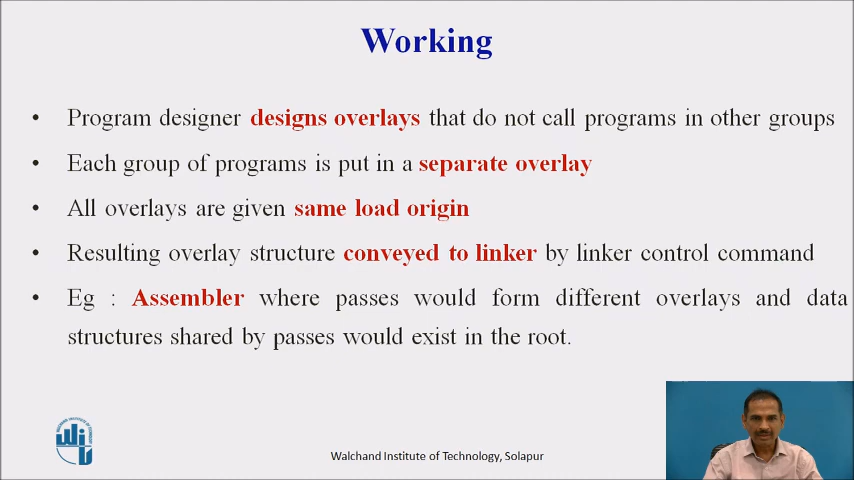 Working
• Program designer designs overlays that do not call programs in other groups
• Each group of programs is put in a separate overlay
• All overlays are given same load origin
• Resulting overlay structure conveyed to linker by linker control command
• Eg : Assembler where passes would form different overlays and data
structures shared by passes would exist in the root.
Walchand Institute of Technology, Solapur